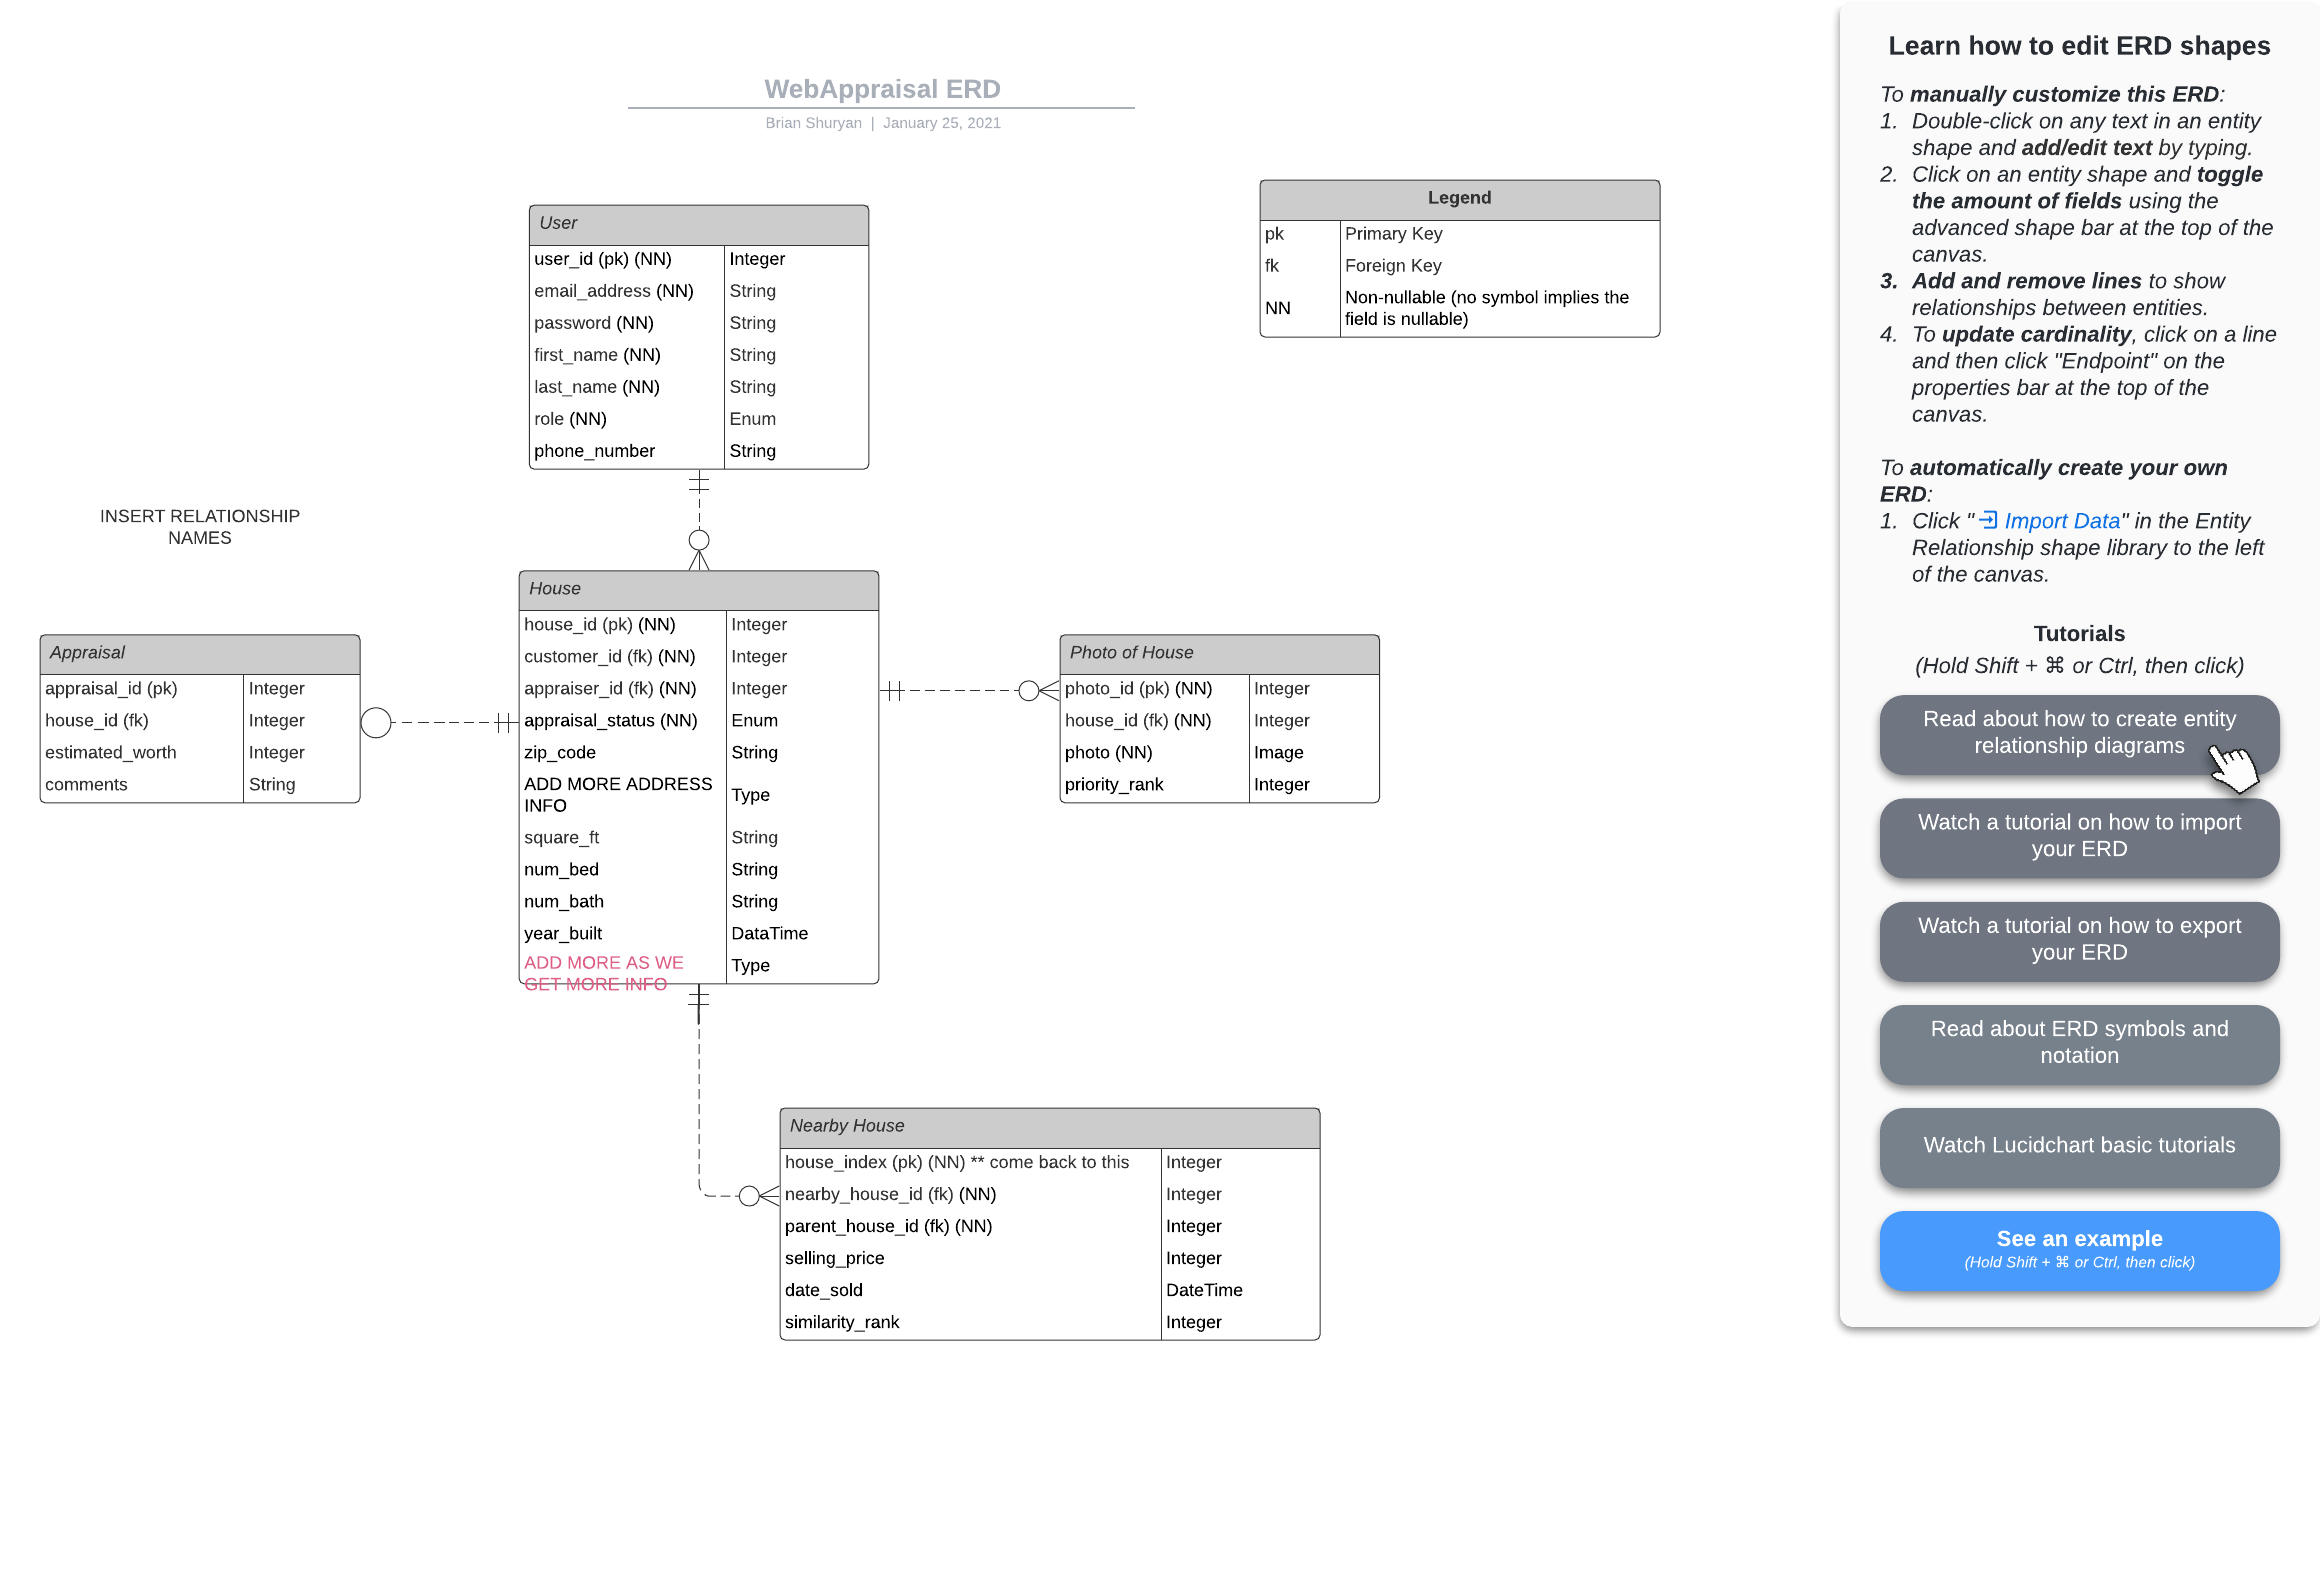 WebAppraisal ERD
Brian Shuryan | January 25, 2021
Legend
pk Primary Key
fk Foreign Key
NN Non-nullable (no symbol implies the
field is nullable)
User
user_id (pk) (NN) Integer
email_address (NN) String
password (NN) String
first_name (NN) String
last_name (NN) String
role (NN) Enum
phone_number String
INSERT RELATIONSHIP
NAMES
House
house_id (pk) (NN) Integer
customer_id (fk) (NN) Integer
appraiser_id (fk) (NN) Integer
appraisal_status (NN) Enum
zip_code String
ADD MORE ADDRESS
INFO Type
square_ft String
num_bed String
num_bath String
year_built DataTime
ADD MORE AS WE
GET MORE INFO Type
Appraisal
appraisal_id (pk) Integer
house_id (fk) Integer
estimated_worth Integer
comments String
Photo of House
photo_id (pk) (NN) Integer
house_id (fk) (NN) Integer
photo (NN) Image
priority_rank Integer
Nearby House
house_index (pk) (NN) ** come back to this Integer
nearby_house_id (fk) (NN) Integer
parent_house_id (fk) (NN) Integer
selling_price Integer
date_sold DateTime
similarity_rank Integer
Learn how to edit ERD shapes
To manually customize this ERD:
1. Double-click on any text in an entity
shape and add/edit text by typing.
2. Click on an entity shape and toggle
the amount of fields using the
advanced shape bar at the top of the
canvas.
3. Add and remove lines to show
relationships between entities.
4. To update cardinality, click on a line
and then click "Endpoint" on the
properties bar at the top of the
canvas.
To automatically create your own
ERD:
1. Click " Import Data" in the Entity
Relationship shape library to the left
of the canvas.
Tutorials
(Hold Shift + ⌘ or Ctrl, then click)
Read about how to create entity
relationship diagrams
Watch a tutorial on how to import
your ERD
Watch a tutorial on how to export
your ERD
Read about ERD symbols and
notation
Watch Lucidchart basic tutorials
See an example
(Hold Shift + ⌘ or Ctrl, then click)